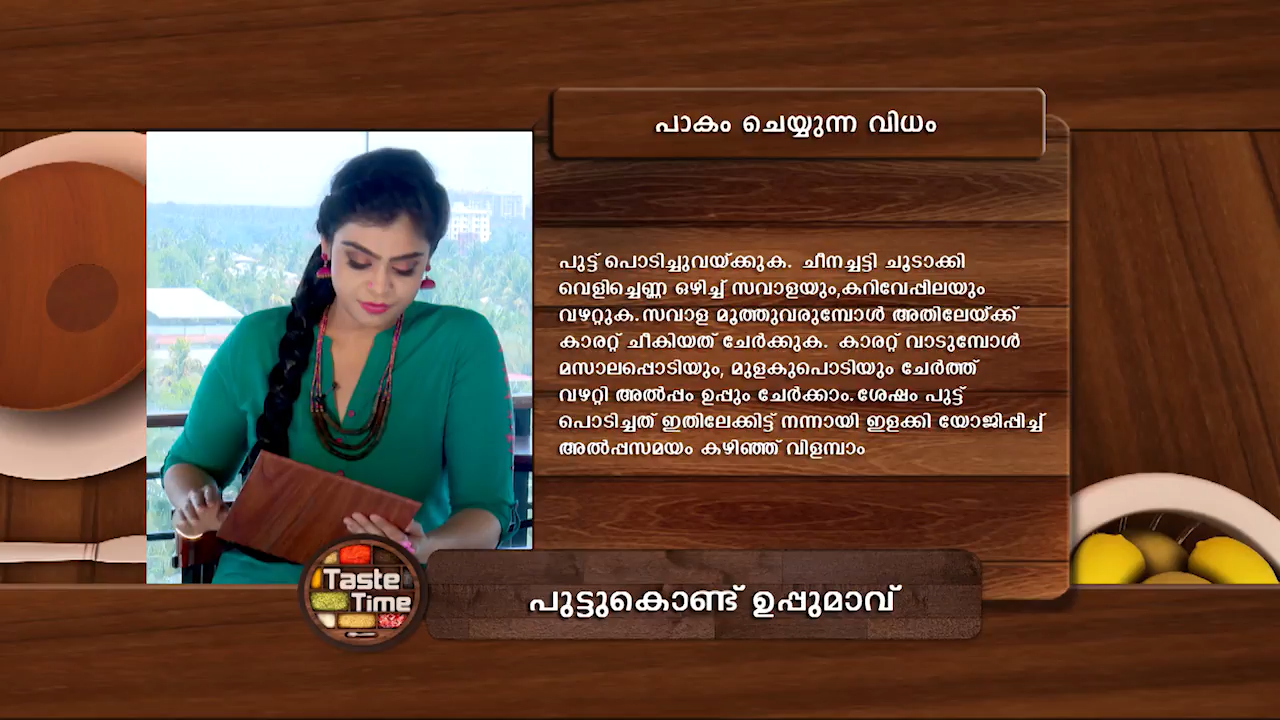 പാകം ചെയ്യുന്ന വിധം
പുട്ട് പൊടിച്ചുവയ്ക്കുക. ചീനച്ചട്ടി ചൂടാക്കി
വെളിച്ചെണ്ണ ഒഴിച്ച് സവാളയും,കറിവേപ്പിലയും
വഴറ്റുക.സവാള മൂത്തുവരുമ്പോൾ അതിലേയ്ക്ക്
കാരറ്റ് ചീകിയത് ചേർക്കുക. കാരറ്റ് വാടുമ്പോൾ
മസാലപ്പൊടിയും, മുളകുപൊടിയും ചേർത്ത്
വഴറ്റി അൽപ്പം ഉപ്പും ചേർക്കാം.ശേഷം പുട്ട്
പൊടിച്ചത് ഇതിലേക്കിട്ട് നന്നായി ഇളക്കി യോജിപ്പിച്ച്
അൽപ്പസമയം കഴിഞ്ഞ് വിളമ്പാം
Taste
Time
പുട്ടുകൊണ്ട് ഉപ്പുമാവ്